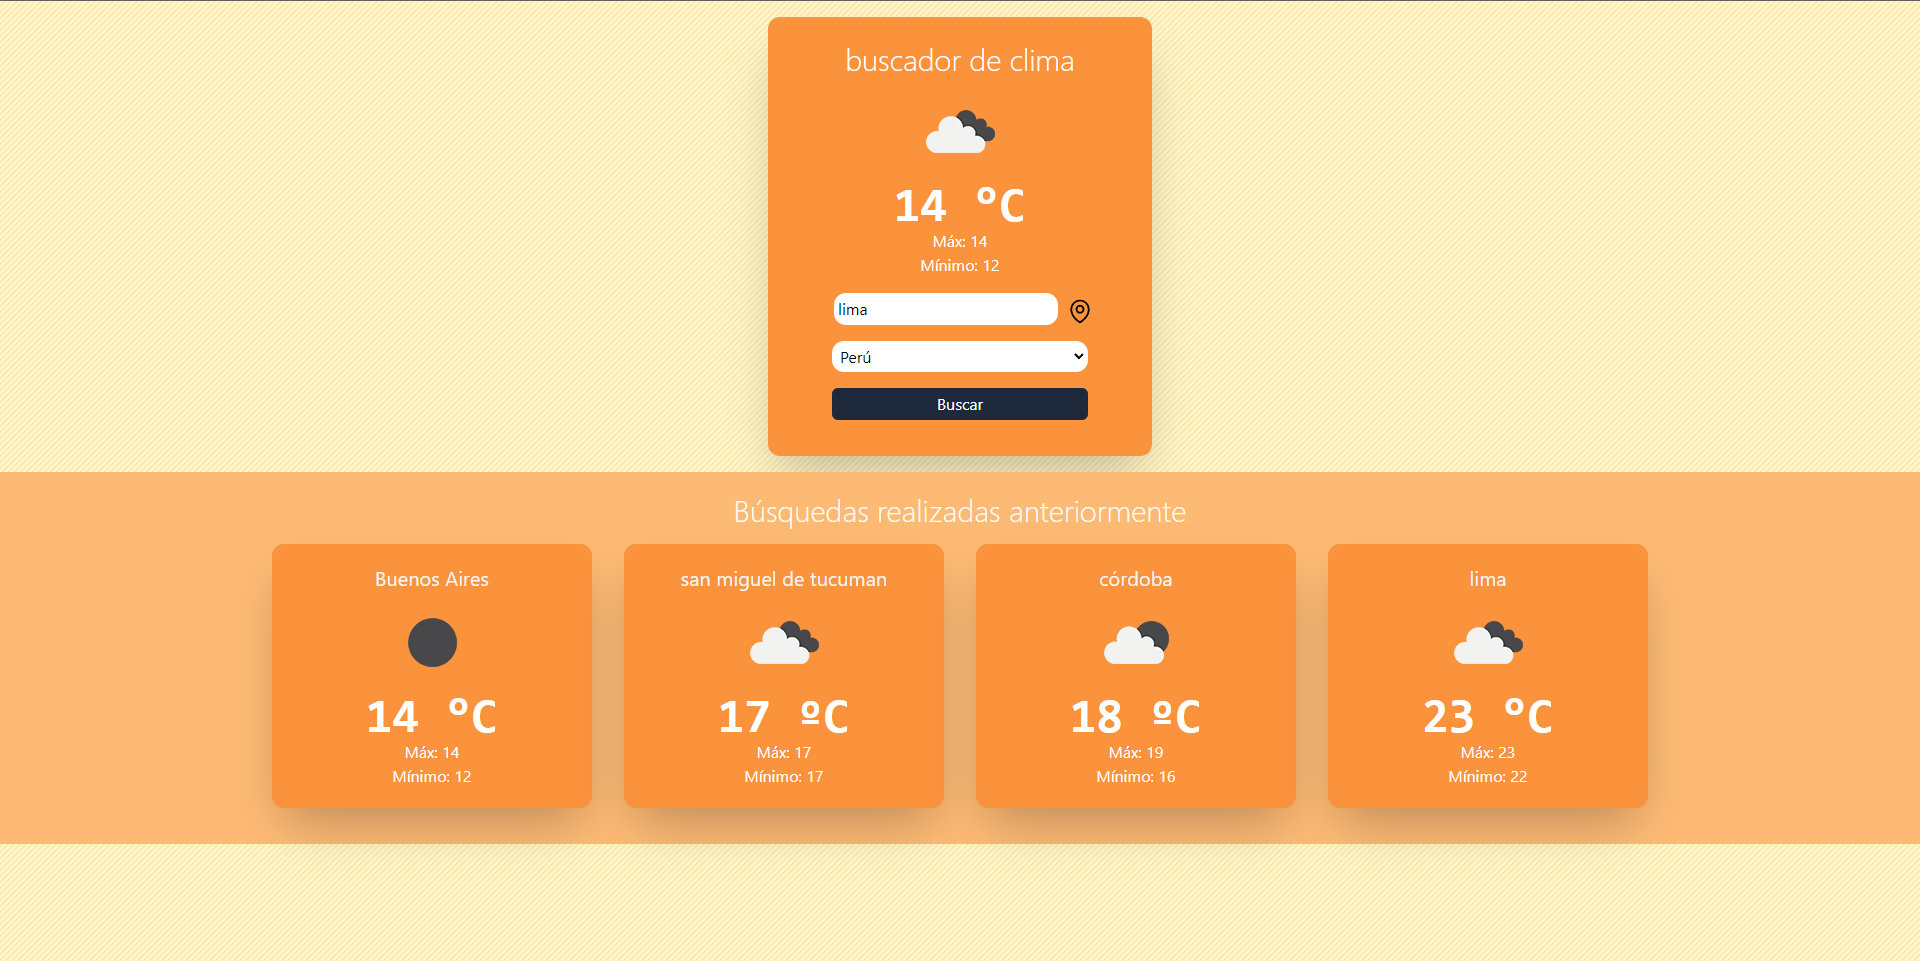 buscador de clima
14 °C
Máx: 14
Mínimo: 12
lima
Perú
Buscar
Búsquedas realizadas anteriormente
Buenos Aires
14 °C
Máx: 14
Mínimo: 12
san miguel de tucuman
17 ºC
Máx: 17
Mínimo: 17
córdoba
18 ºC
Máx: 19
Mínimo: 16
lima
23 °C
Máx: 23
Mínimo: 22